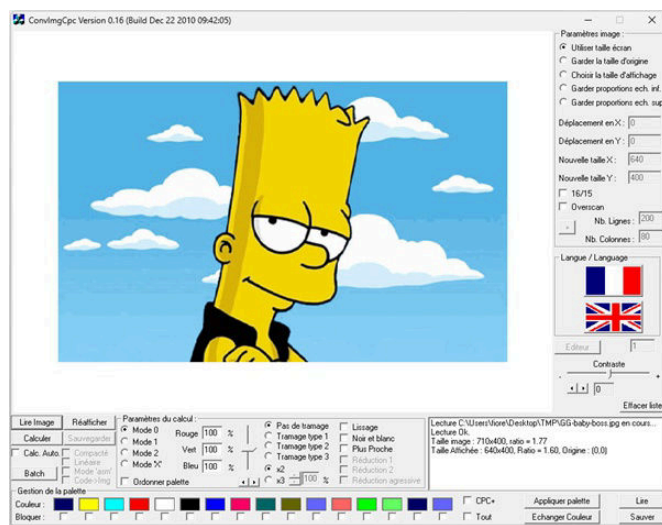 ConvImgCpc Version 0.16 (Build Dec 22 2010 09:42:05)
Paramètres image :
Utiliser taille écran
Garder la taille d'origine
Choisir la taille d'affichage
Garder proportions ech. inf.
Garder proportions ech. sup
Déplacement en X : 0
Déplacement en Y : 0
Nouvelle taille X : 640
Nouvelle taille Y : 400
16/15
Overscan
Nb. Lignes : 200
Nb. Colonnes : 80
Langue / Language
Editeur 1
Contraste
- +
0
Effacer liste
Lire Image Réafficher
Calculer Sauvegarder
Calc. Auto. Compacté
Linéaire
Mode 'asm'
Code>Img
Batch
Paramètres du calcul :
Mode 0
Mode 1
Mode 2
Mode 'X'
Ordonner palette
Rouge 100 %
Vert 100 %
Bleu 100 %
Pas de tramage
Tramage type 1
Tramage type 2
Tramage type 3
x2
x3 100 %
Lissage
Noir et blanc
Plus Proche
Réduction 1
Réduction 2
Réduction agressive
Lecture C:\Users\fiore\Desktop\TMP\GG-baby-boss.jpg en cours...
Lecture Ok.
Taille image : 710x400, ratio = 1.77
Taille Affichée : 640x400, Ratio = 1.60, Origine : (0,0)
Gestion de la palette
Couleur :
Bloquer :
CPC+
Tout
Appliquer palette Lire
Echanger Couleur Sauver